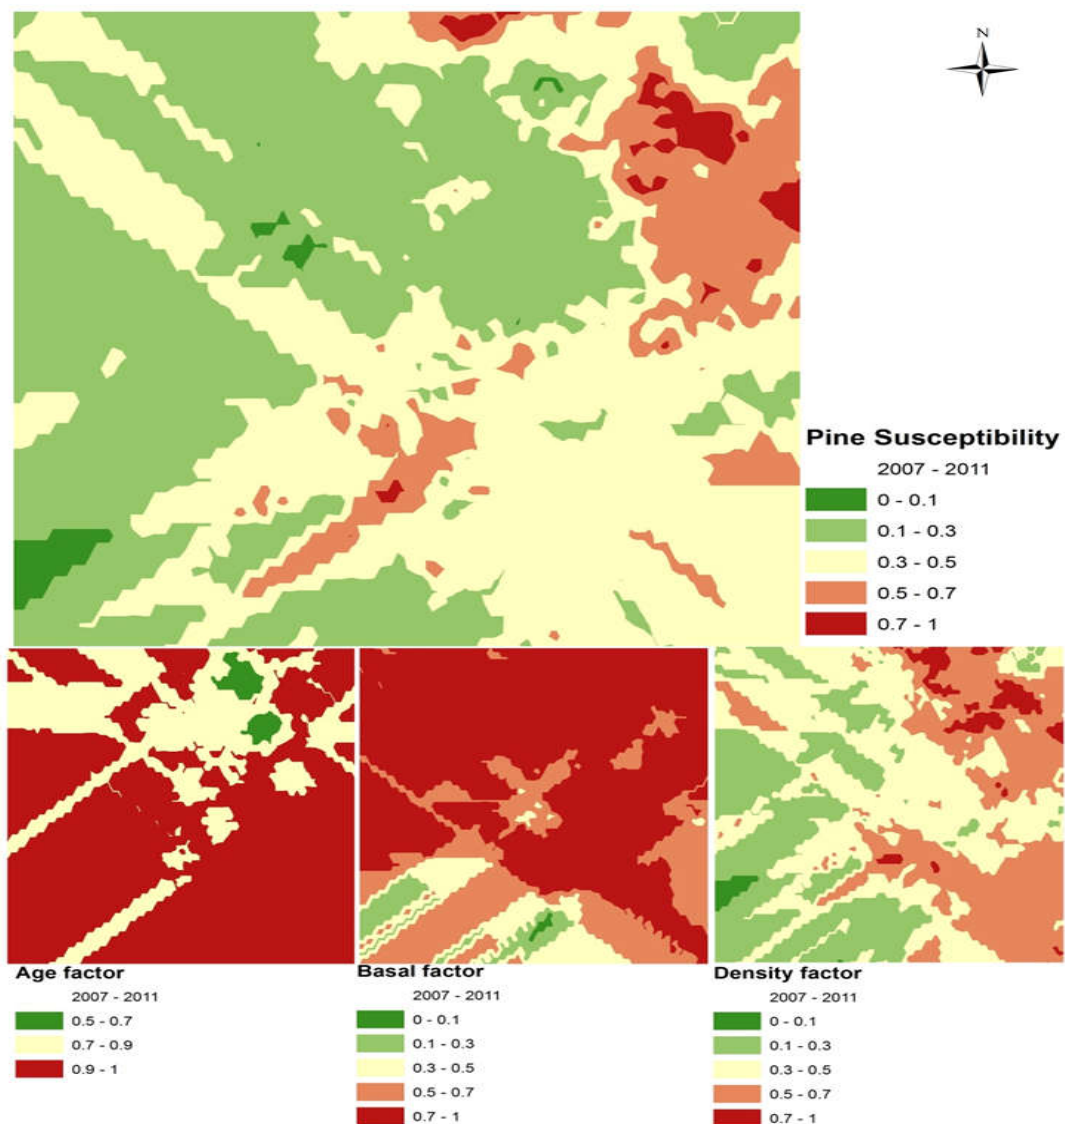 N
Pine Susceptibility
2007 - 2011
0 - 0.1
0.1 - 0.3
0.3 - 0.5
0.5 - 0.7
0.7 - 1
Age factor
2007 - 2011
0.5 - 0.7
0.7 - 0.9
0.9 - 1
Basal factor
2007 - 2011
0 - 0.1
0.1 - 0.3
0.3 - 0.5
0.5 - 0.7
0.7 - 1
Density factor
2007 - 2011
0 - 0.1
0.1 - 0.3
0.3 - 0.5
0.5 - 0.7
0.7 - 1